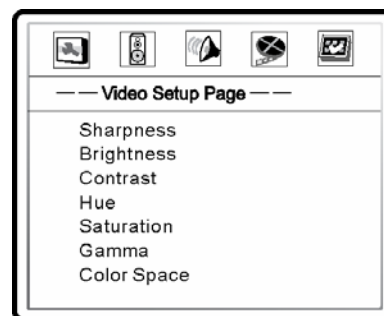 — — Video Setup Page — —
Sharpness
Brightness
Contrast
Hue
Saturation
Gamma
Color Space